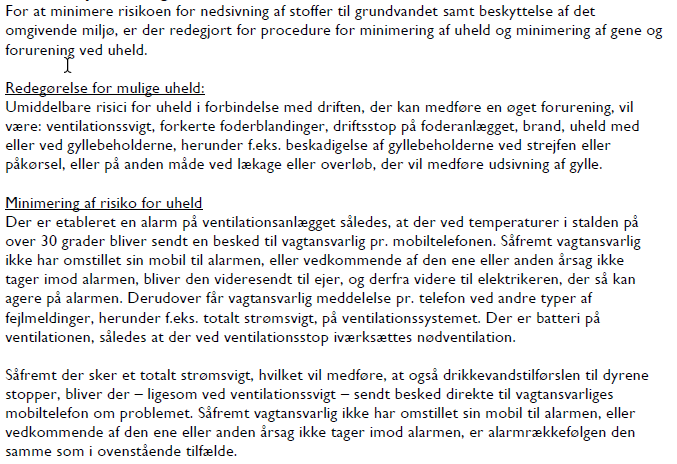 For at minimere risikoen for nedsivning af stoffer til grundvandet samt beskyttelse af det
omgivende miljø, er der redegjort for procedure for minimering af uheld og minimering af gene og
forurening ved uheld.
Redegørelse for mulige uheld:
Umiddelbare risici for uheld i forbindelse med driften, der kan medføre en øget forurening, vil
være: ventilationssvigt, forkerte foderblandinger, driftsstop på foderanlægget, brand, uheld med
eller ved gyllebeholderne, herunder f.eks. beskadigelse af gyllebeholderne ved strejfen eller
påkørsel, eller på anden måde ved lækage eller overløb, der vil medføre udsivning af gylle.
Minimering af risiko for uheld
Der er etableret en alarm på ventilationsanlægget således, at der ved temperaturer i stalden på
over 30 grader bliver sendt en besked til vagtansvarlig pr. mobiltelefonen. Såfremt vagtansvarlig
ikke har omstillet sin mobil til alarmen, eller vedkommende af den ene eller anden årsag ikke
tager imod alarmen, bliver den videresendt til ejer, og derfra videre til elektrikeren, der så kan
agere på alarmen. Derudover får vagtansvarlig meddelelse pr. telefon ved andre typer af
fejlmeldinger, herunder f.eks. totalt strømsvigt, på ventilationssystemet. Der er batteri på
ventilationen, således at der ved ventilationsstop iværksættes nødventilation.
Såfremt der sker et totalt strømsvigt, hvilket vil medføre, at også drikkevandstilførslen til dyrene
stopper, bliver der – ligesom ved ventilationssvigt – sendt besked direkte til vagtansvarliges
mobiltelefon om problemet. Såfremt vagtansvarlig ikke har omstillet sin mobil til alarmen, eller
vedkommende af den ene eller anden årsag ikke tager imod alarmen, er alarmrækkefølgen den
samme som i ovenstående tilfælde.